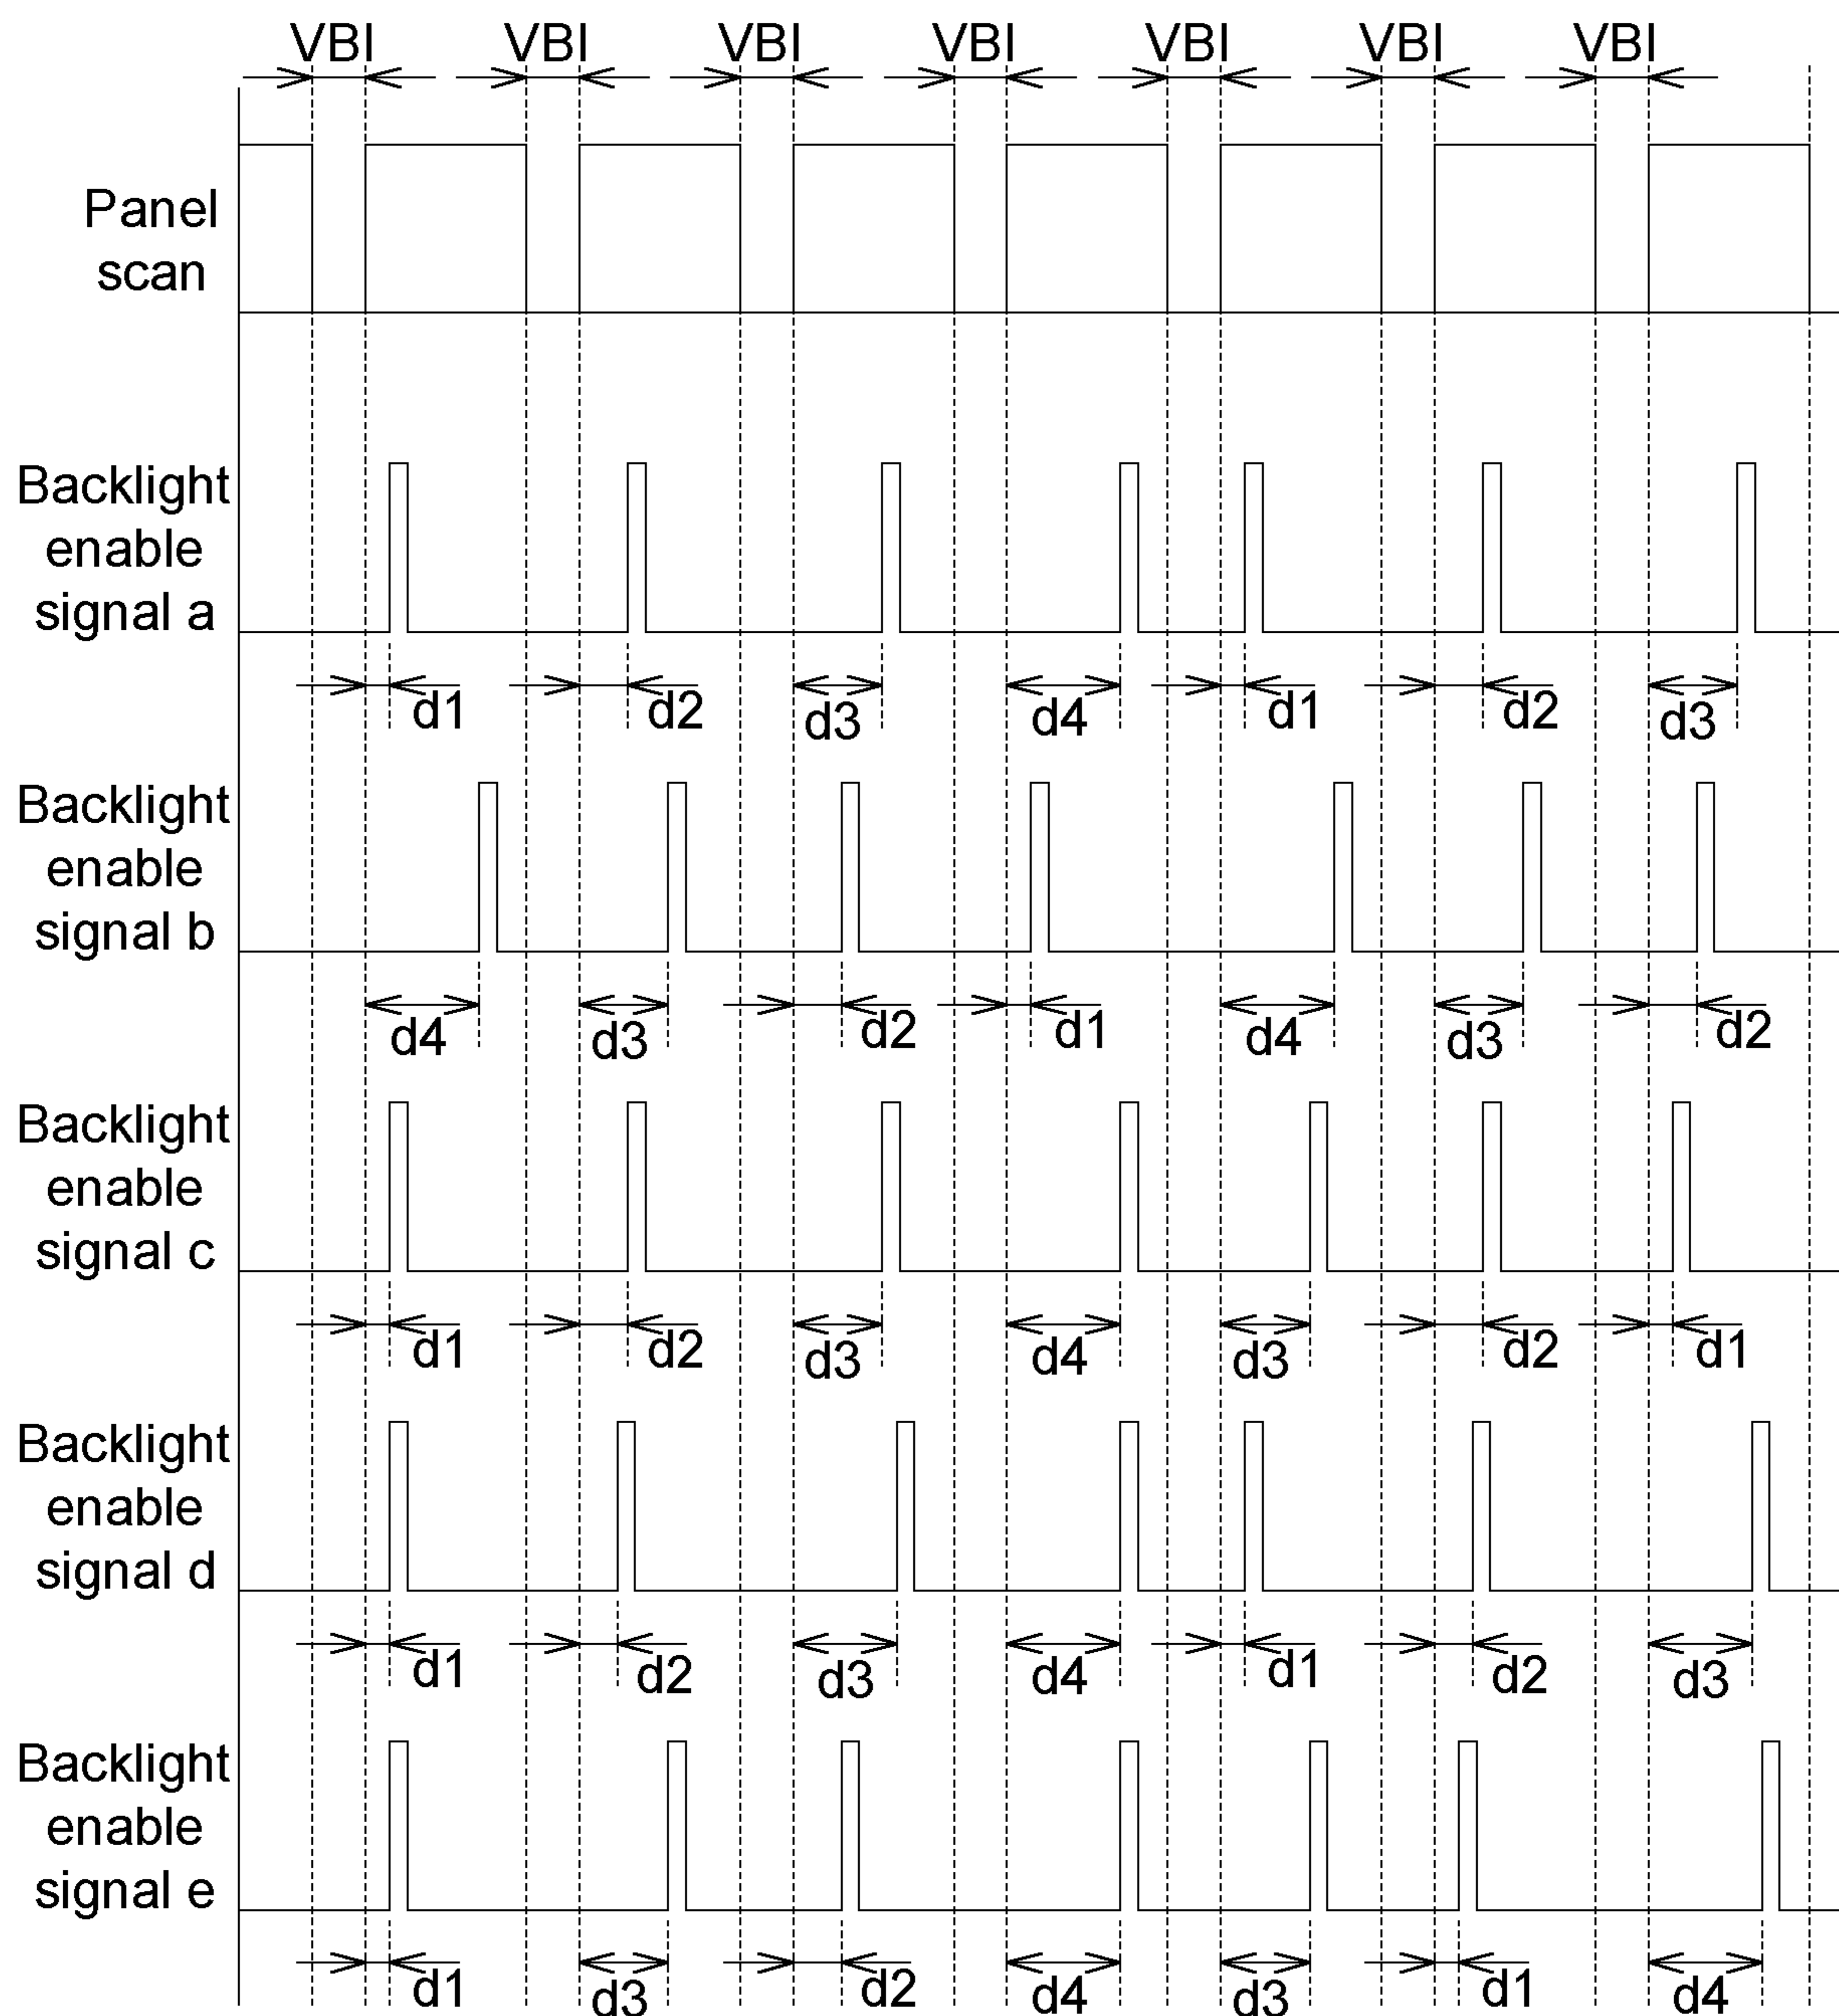 VBI VBI VBI VBI VBI VBI VBI
Panel
scan
Backlight
enable
signal a
d1 d2 d3 d4 d1 d2 d3
Backlight
enable
signal b
d4 d3 d2 d1 d4 d3 d2
Backlight
enable
signal c
d1 d2 d3 d4 d3 d2 d1
Backlight
enable
signal d
d1 d2 d3 d4 d1 d2 d3
Backlight
enable
signal e
d1 d3 d2 d4 d3 d1 d4